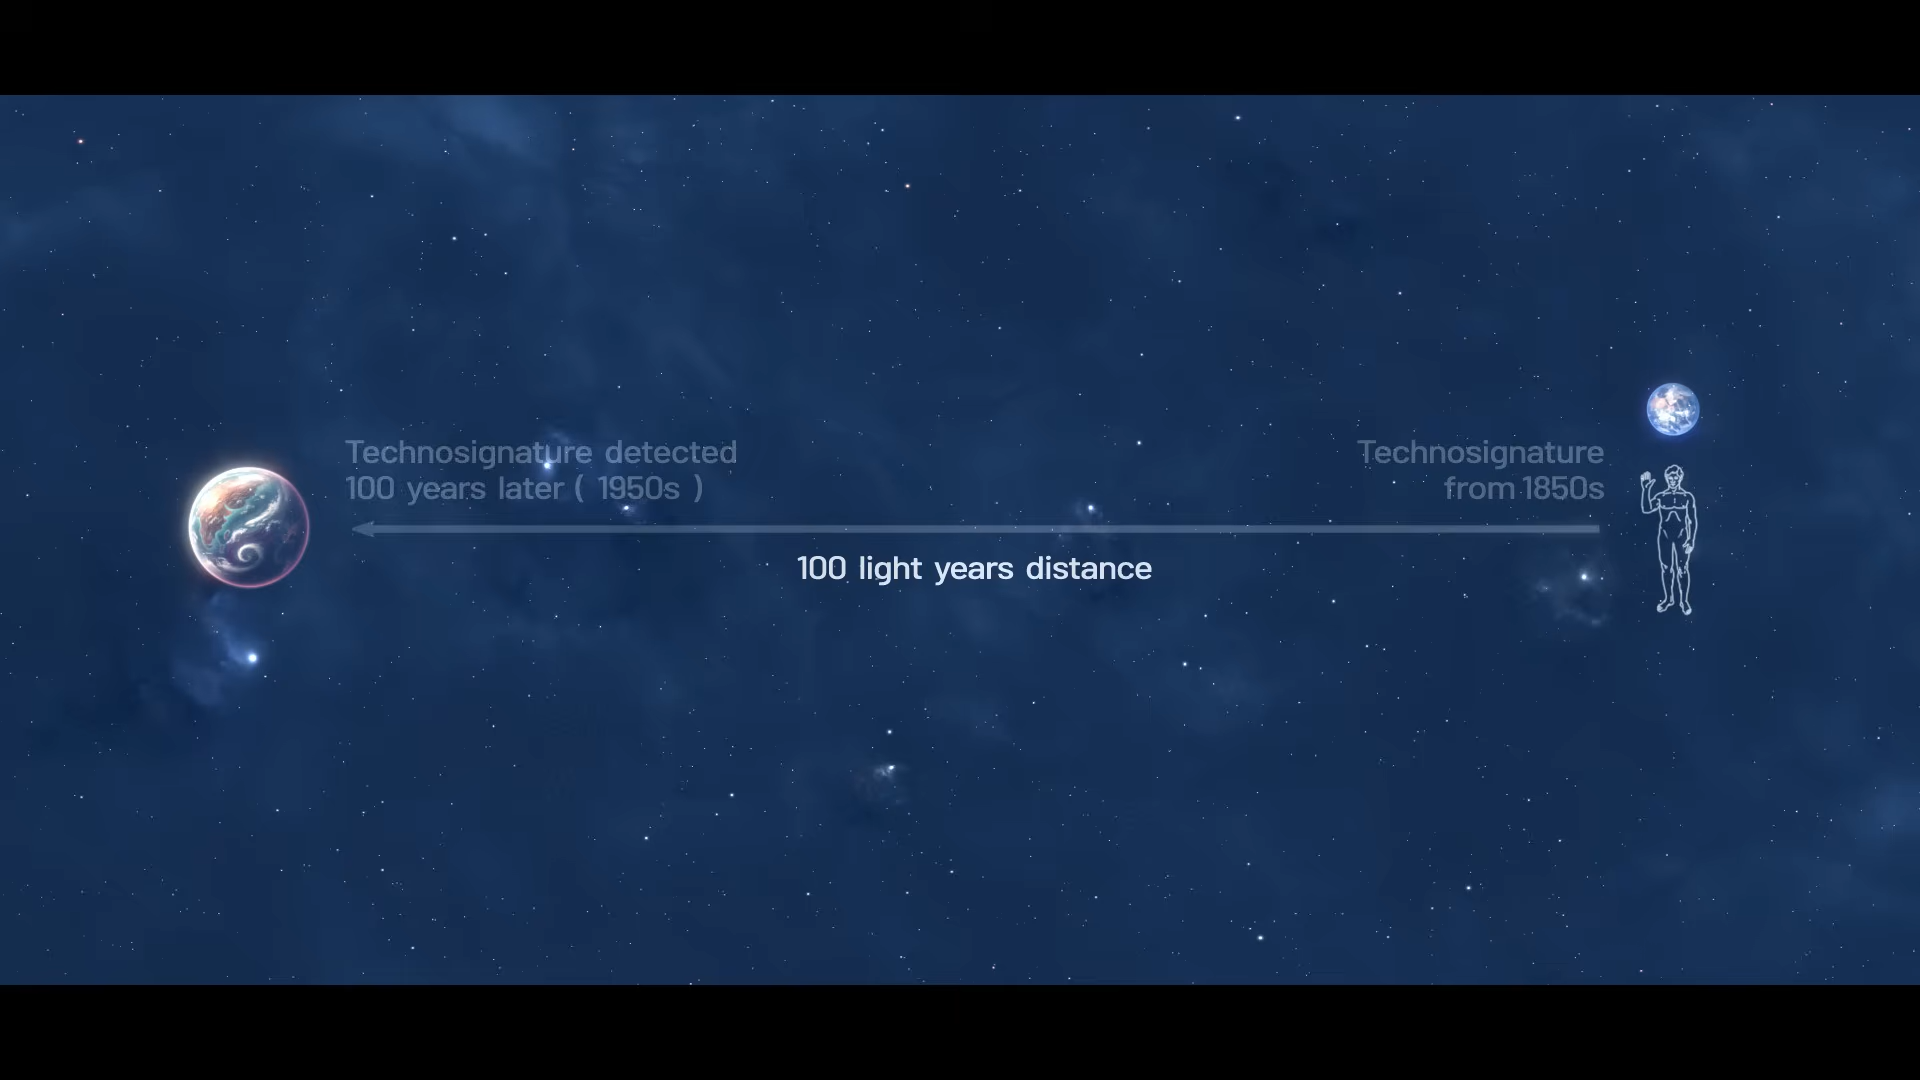 Technosignature detected
100 years later ( 1950s )
Technosignature
from 1850s
100 light years distance